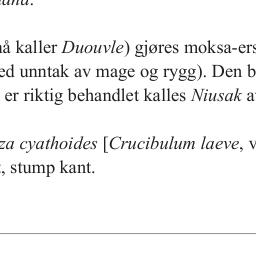 nå kaller Duouvle) gjøres moksa-ers
ed unntak av mage og rygg). Den b
er riktig behandlet kalles Niusak a
za cyathoides [Crucibulum laeve, v
, stump kant.